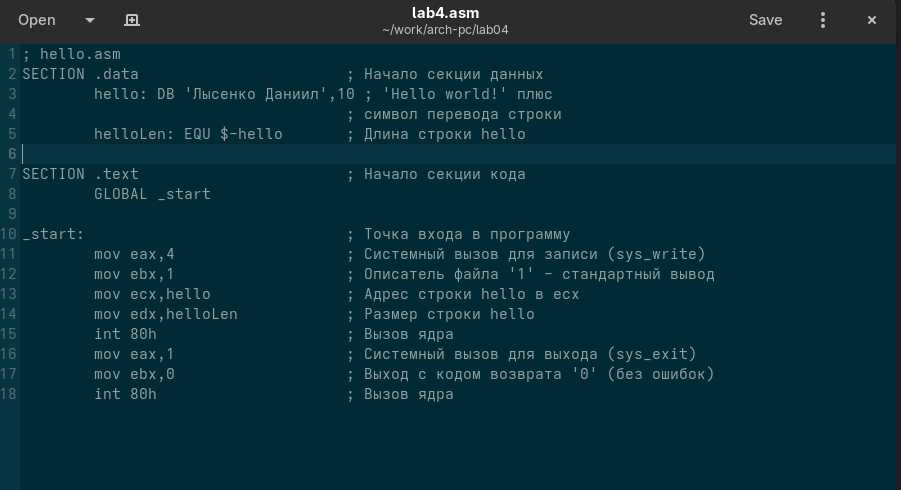 Open
lab4.asm
~/work/arch-pc/lab04
Save
1 ; hello.asm
2 SECTION .data                          ; Начало секции данных
3         hello: DB 'Лысенко Даниил',10 ; 'Hello world!' плюс
4                                     ; символ перевода строки
5         helloLen: EQU $-hello       ; Длина строки hello
6
7 SECTION .text                       ; Начало секции кода
8         GLOBAL _start
9
10 _start:                             ; Точка входа в программу
11         mov eax,4                   ; Системный вызов для записи (sys_write)
12         mov ebx,1                   ; Описатель файла '1' - стандартный вывод
13         mov ecx,hello               ; Адрес строки hello в ecx
14         mov edx,helloLen            ; Размер строки hello
15         int 80h                     ; Вызов ядра
16         mov eax,1                   ; Системный вызов для выхода (sys_exit)
17         mov ebx,0                   ; Выход с кодом возврата '0' (без ошибок)
18         int 80h                     ; Вызов ядра